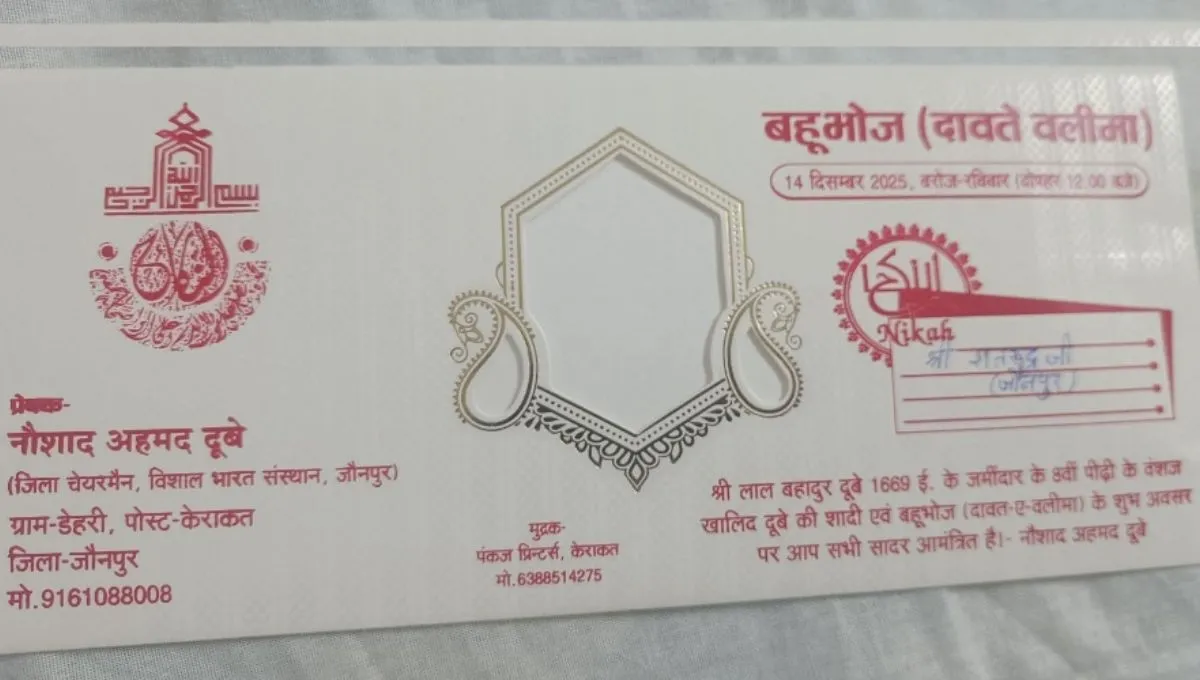 प्रेषक-
नौशाद अहमद दूबे
(जिला चेयरमैन, विशाल भारत संस्थान, जौनपुर)
ग्राम-डेहरी, पोस्ट-केराकत
जिला-जौनपुर
मो.9161088008
मुद्रक-
पंकज प्रिन्टर्स, केराकत
मो.6388514275
बहूभोज (दावते वलीमा)
14 दिसम्बर 2025, बरोज-रविवार (दोपहर 12.00 बजे)
Nikah
श्री
(जौनपुर)
श्री लाल बहादुर दूबे 1669 ई. के जमींदार के 8वीं पीढ़ी के वंशज
खालिद दूबे की शादी एवं बहूभोज (दावत-ए-वलीमा) के शुभ अवसर
पर आप सभी सादर आमंत्रित है।- नौशाद अहमद दूबे